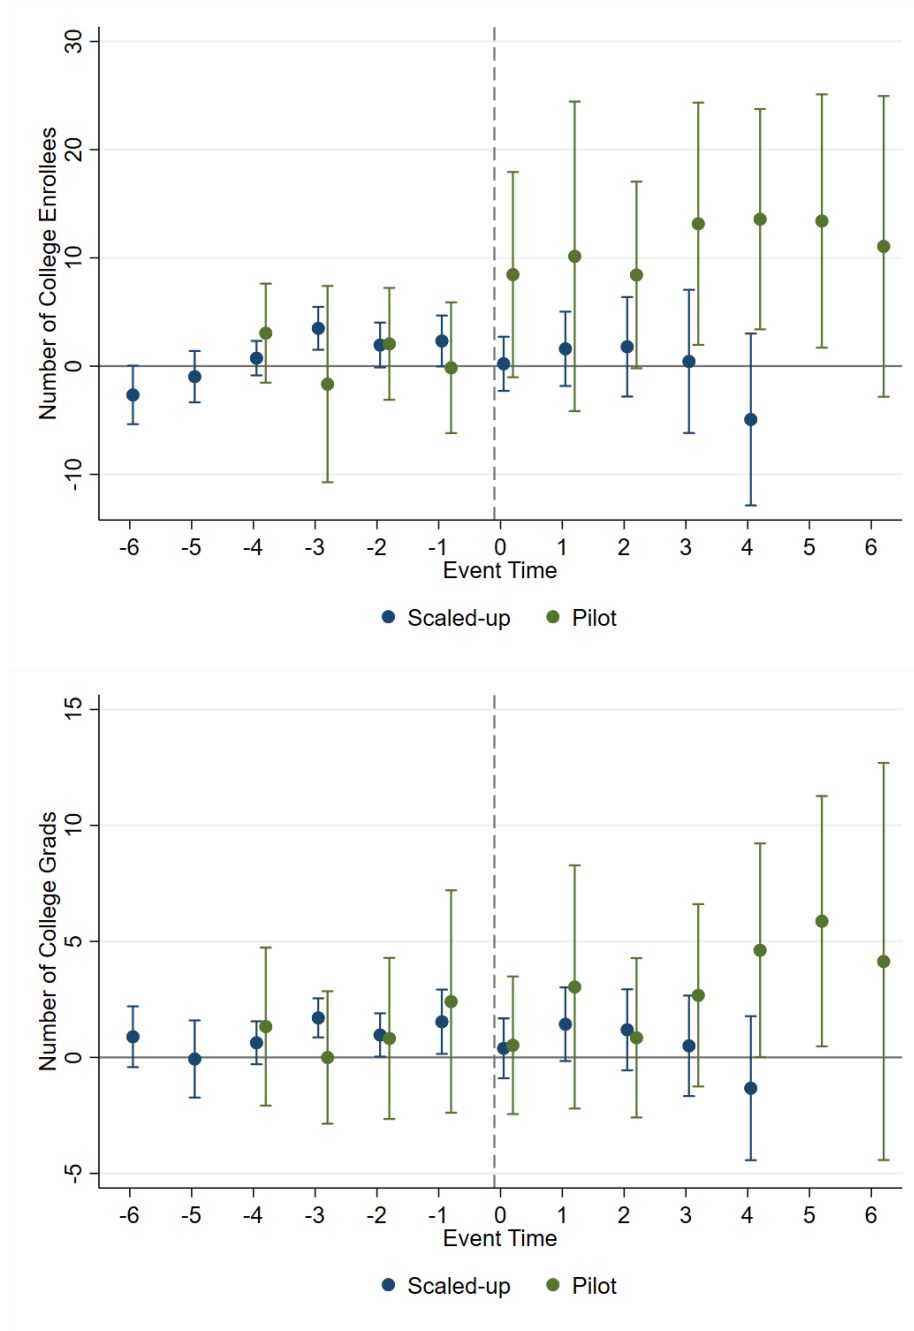 30
20
10
0
-10
Number of College Enrollees
-6 -5 -4 -3 -2 -1 0 1 2 3 4 5 6
Event Time
Scaled-up Pilot
15
10
5
0
-5
Number of College Grads
-6 -5 -4 -3 -2 -1 0 1 2 3 4 5 6
Event Time
Scaled-up Pilot